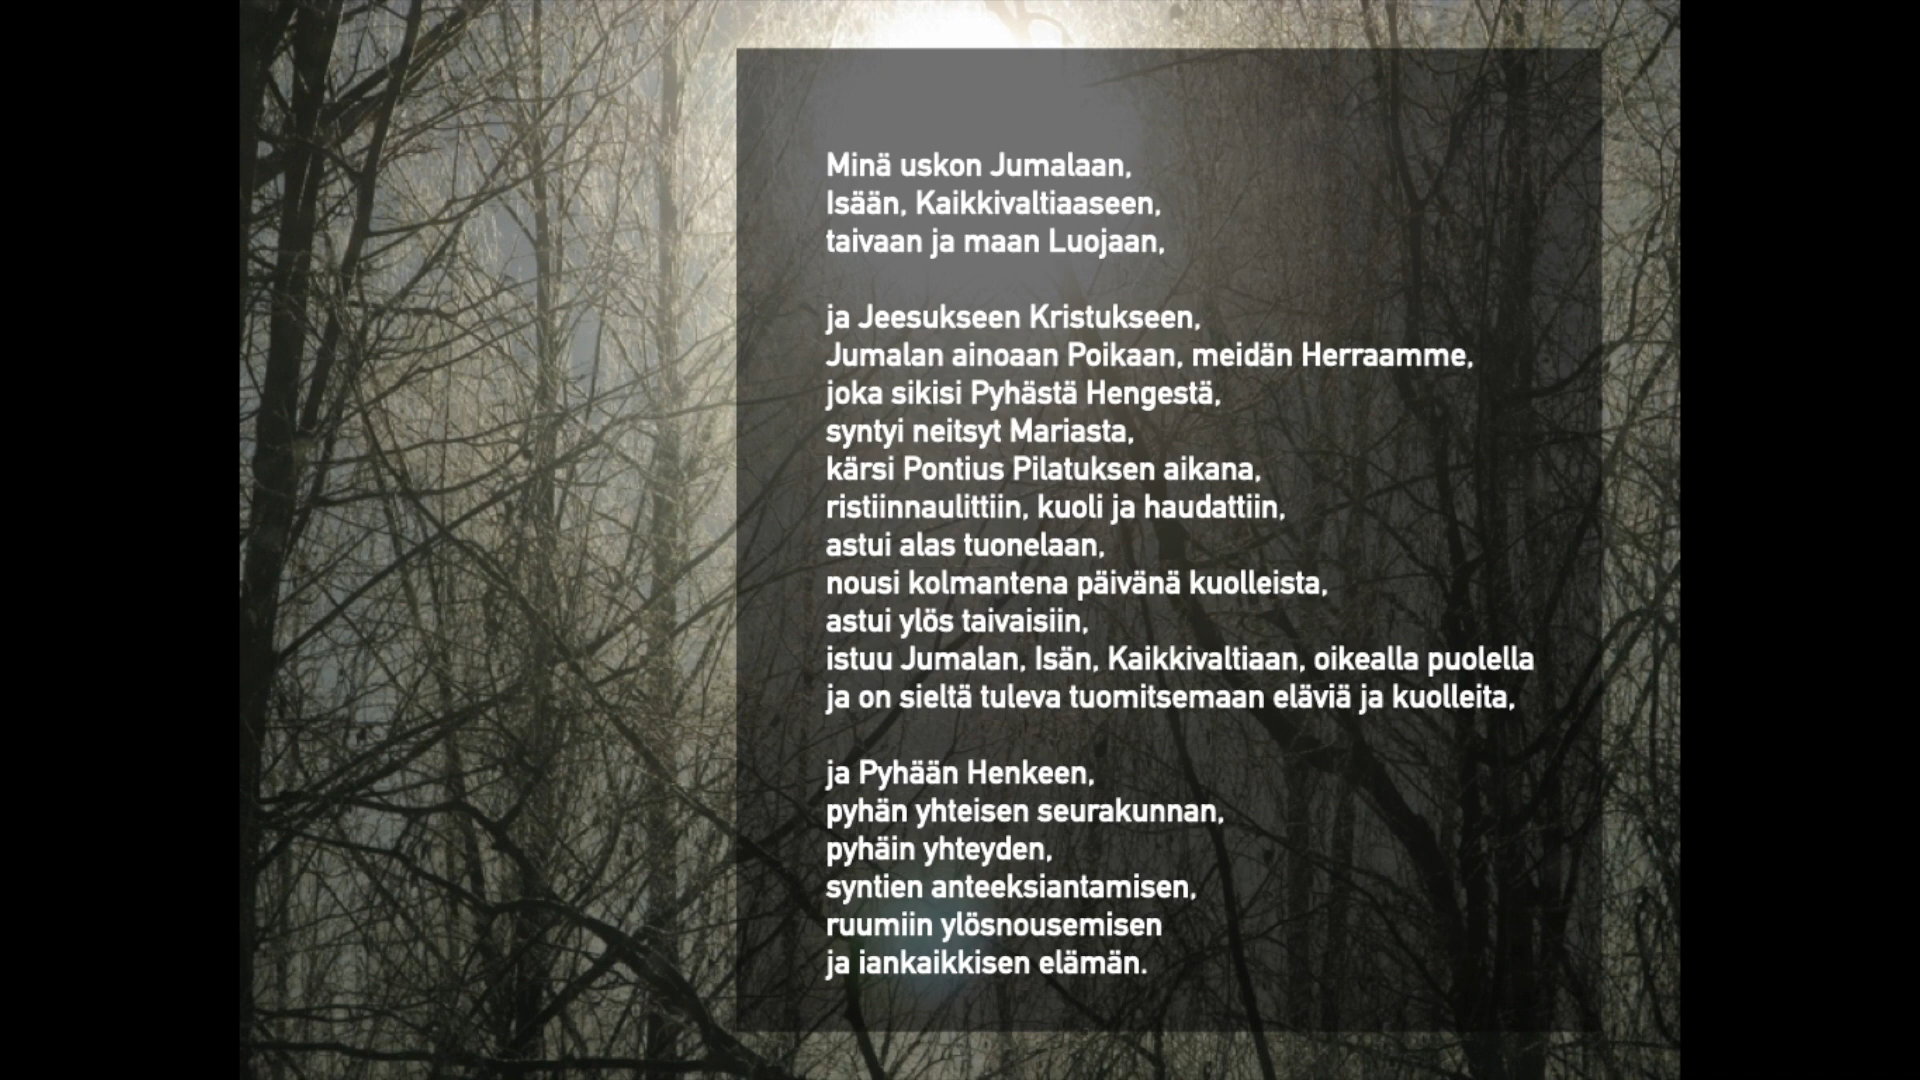 Minä uskon Jumalaan,
Isään, Kaikkivaltiaaseen,
taivaan ja maan Luojaan,
ja Jeesukseen Kristukseen,
Jumalan ainoaan Poikaan, meidän Herraamme,
joka sikisi Pyhästä Hengestä,
syntyi neitsyt Mariasta,
kärsi Pontius Pilatuksen aikana,
ristiinnaulittiin, kuoli ja haudattiin,
astui alas tuonelaan,
nousi kolmantena päivänä kuolleista,
astui ylös taivaisiin,
istuu Jumalan, Isän, Kaikkivaltiaan, oikealla puolella
ja on sieltä tuleva tuomitsemaan eläviä ja kuolleita,
ja Pyhään Henkeen,
pyhän yhteisen seurakunnan,
pyhäin yhteyden,
syntien anteeksiantamisen,
ruumiin ylösnousemisen
ja iankaikkisen elämän.